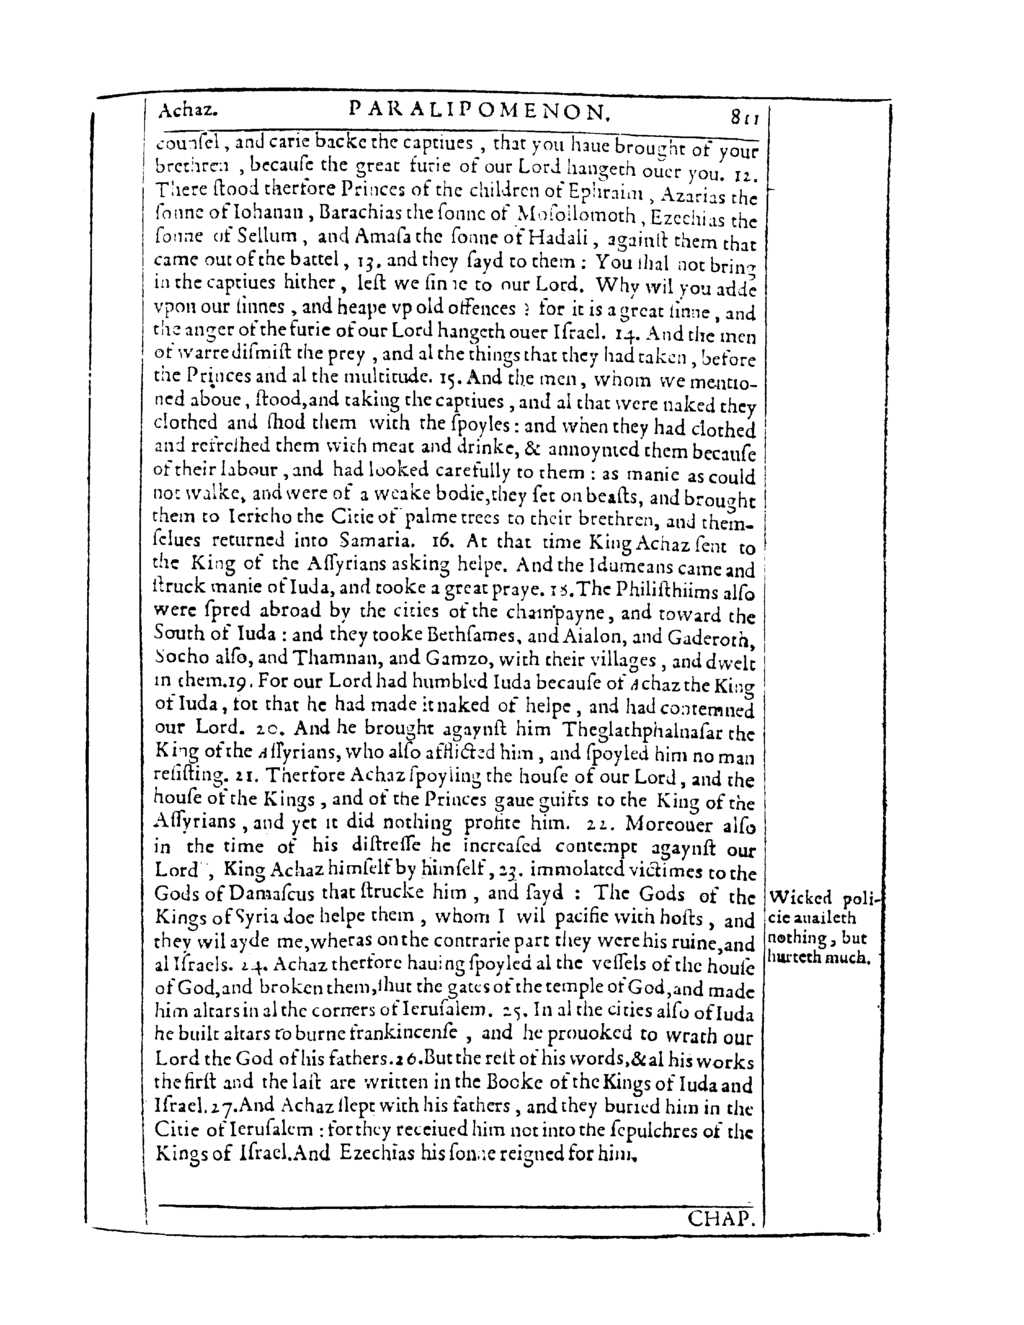 Achaz. PARALIPOMENON. 811
counſel, and carie backe the captiues, that you haue brought of your
brethren, becauſe the great furie of our Lord hangeth ouer you. 12.
There ſtood therfore Princes of the children of Ephraim, Azarias the
ſonne of Iohanan, Barachias the ſonne of Moſollomoth, Ezechias the
ſonne of Sellum, and Amaſa the ſonne of Hadali, againſt them that
came out of the battel, 13. and they ſayd to them: You ſhal not bring
in the captiues hither, leſt we ſinne to our Lord. Why wil you adde
vpon our ſinnes, and heape vp old offences? for it is a great ſinne, and
the anger of the furie of our Lord hangeth ouer Iſrael. 14. And the men
of warre diſmiſt the prey, and al the things that they had taken, before
the Princes and al the multitude. 15. And the men, whom we mentio-
ned aboue, ſtood, and taking the captiues, and al that were naked they
clothed and ſhod them with the ſpoyles: and when they had clothed
and refreſhed them with meat and drinke, & annoynted them becauſe
of their labour, and had looked carefully to them: as manie as could
not walke, and were of a weake bodie, they ſet on beaſts, and brought
them to Iericho the Citie of palme trees to their brethren, and them-
ſelues returned into Samaria. 16. At that time King Achaz ſent to
the King of the Aſſyrians asking helpe. And the Idumeans came and
ſtruck manie of Iuda, and tooke a great praye. 18. The Philiſthiims alſo
were ſpred abroad by the cities of the champayne, and toward the
South of Iuda: and they tooke Bethſames, and Aialon, and Gaderoth,
Socho alſo, and Thamnan, and Gamzo, with their villages, and dwelt
in them. 19. For our Lord had humbled Iuda becauſe of Achaz the King
of Iuda, for that he had made it naked of helpe, and had contemned
our Lord. 20. And he brought agaynſt him Theglathphalnaſar the
King of the Aſſyrians, who alſo afflicted him, and ſpoyled him no man
reſiſting. 21. Therfore Achaz ſpoyling the houſe of our Lord, and the
houſe of the Kings, and of the Princes gaue guifts to the King of the
Aſſyrians, and yet it did nothing profite him. 22. Moreouer alſo
in the time of his diſtreſſe he increaſed contempt agaynſt our
Lord, King Achaz himſelf by himſelf, 23. immolated victimes to the
Gods of Damaſcus that ſtrucke him, and ſayd: The Gods of the
Kings of Syria doe helpe them, whom I wil pacifie with hoſts, and
they wil ayde me, wheras on the contrarie part they were his ruine, and
al Iſraels. 24. Achaz therfore hauing ſpoyled al the veſſels of the houſe
of God, and broken them, ſhut the gates of the temple of God, and made
him altars in al the corners of Ieruſalem. 25. In al the cities alſo of Iuda
he built altars to burne frankincenſe, and he prouoked to wrath our
Lord the God of his fathers. 26. But the reſt of his words, & al his works
the firſt and the laſt are written in the Booke of the Kings of Iuda and
Iſrael. 27. And Achaz ſlept with his fathers, and they buried him in the
Citie of Ieruſalem: for they receiued him not into the ſepulchres of the
Kings of Iſrael. And Ezechias his ſonne reigned for him.
Wicked poli-
cie auaileth
nothing, but
hurteth much.
CHAP.